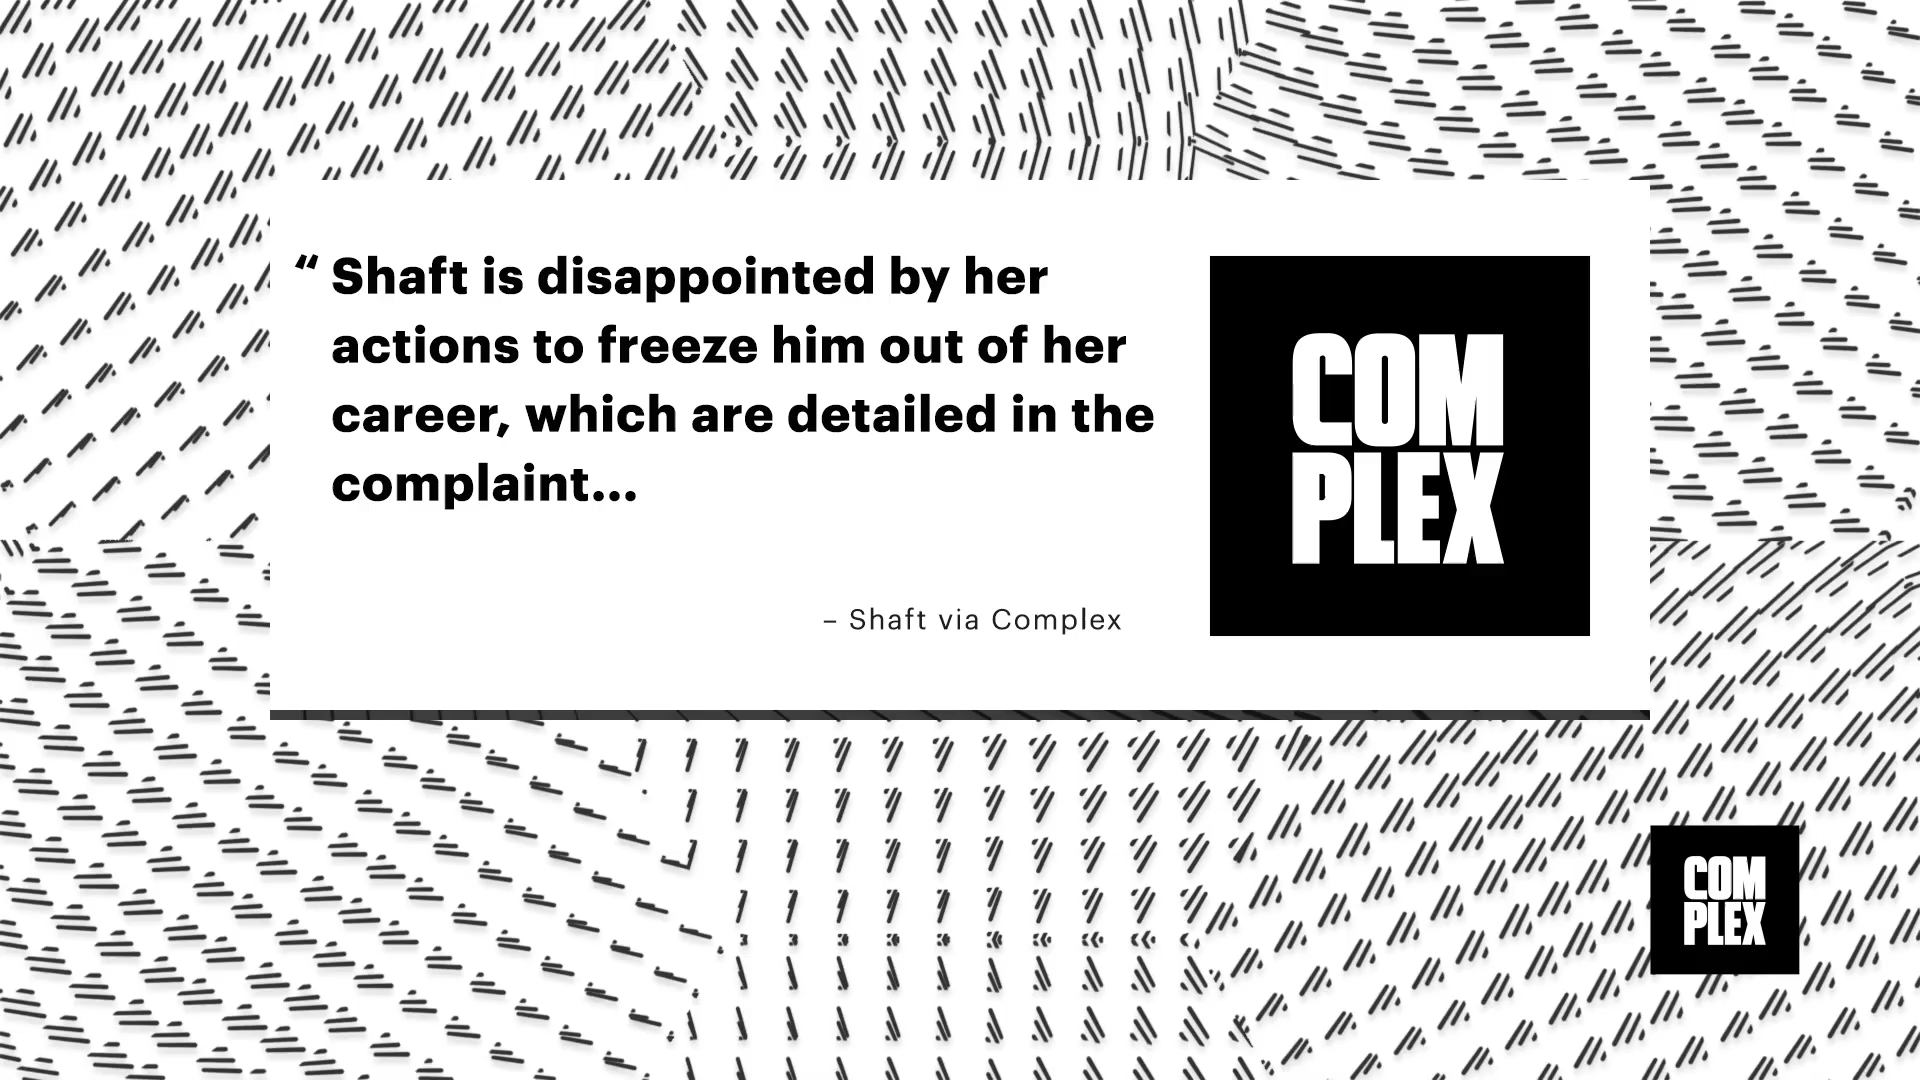 “ Shaft is disappointed by her
actions to freeze him out of her
career, which are detailed in the
complaint...
– Shaft via Complex
COM
PLEX
COM
PLEX